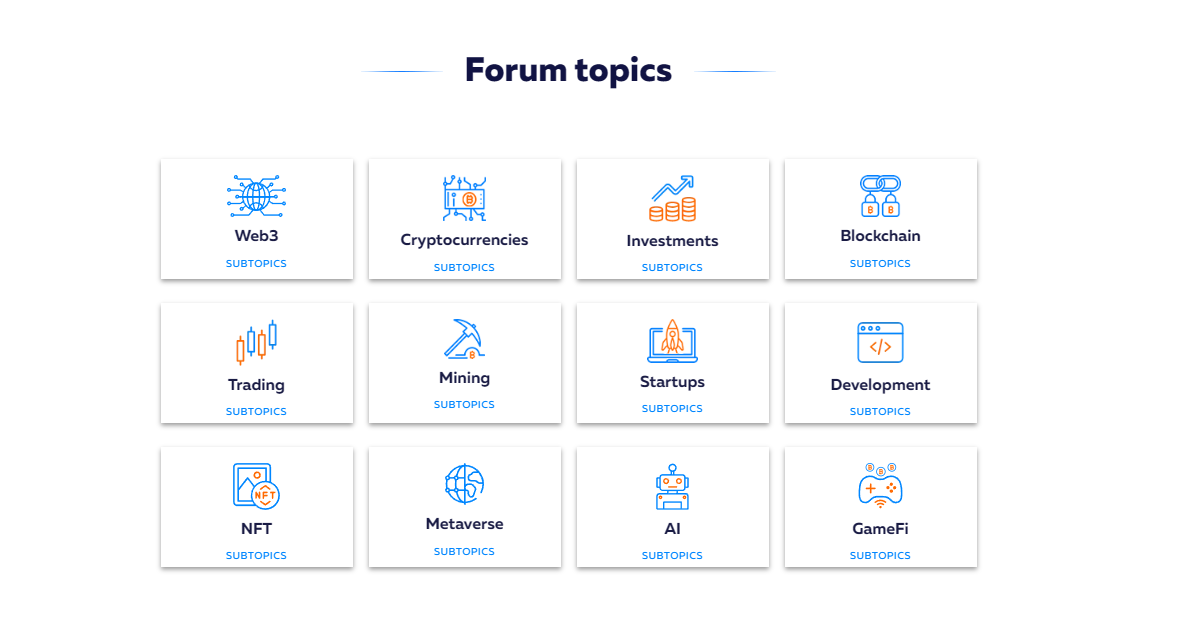 Forum topics
Web3
SUBTOPICS
Cryptocurrencies
SUBTOPICS
Investments
SUBTOPICS
Blockchain
SUBTOPICS
Trading
SUBTOPICS
Mining
SUBTOPICS
Startups
SUBTOPICS
Development
SUBTOPICS
NFT
NFT
SUBTOPICS
Metaverse
SUBTOPICS
AI
SUBTOPICS
GameFi
SUBTOPICS